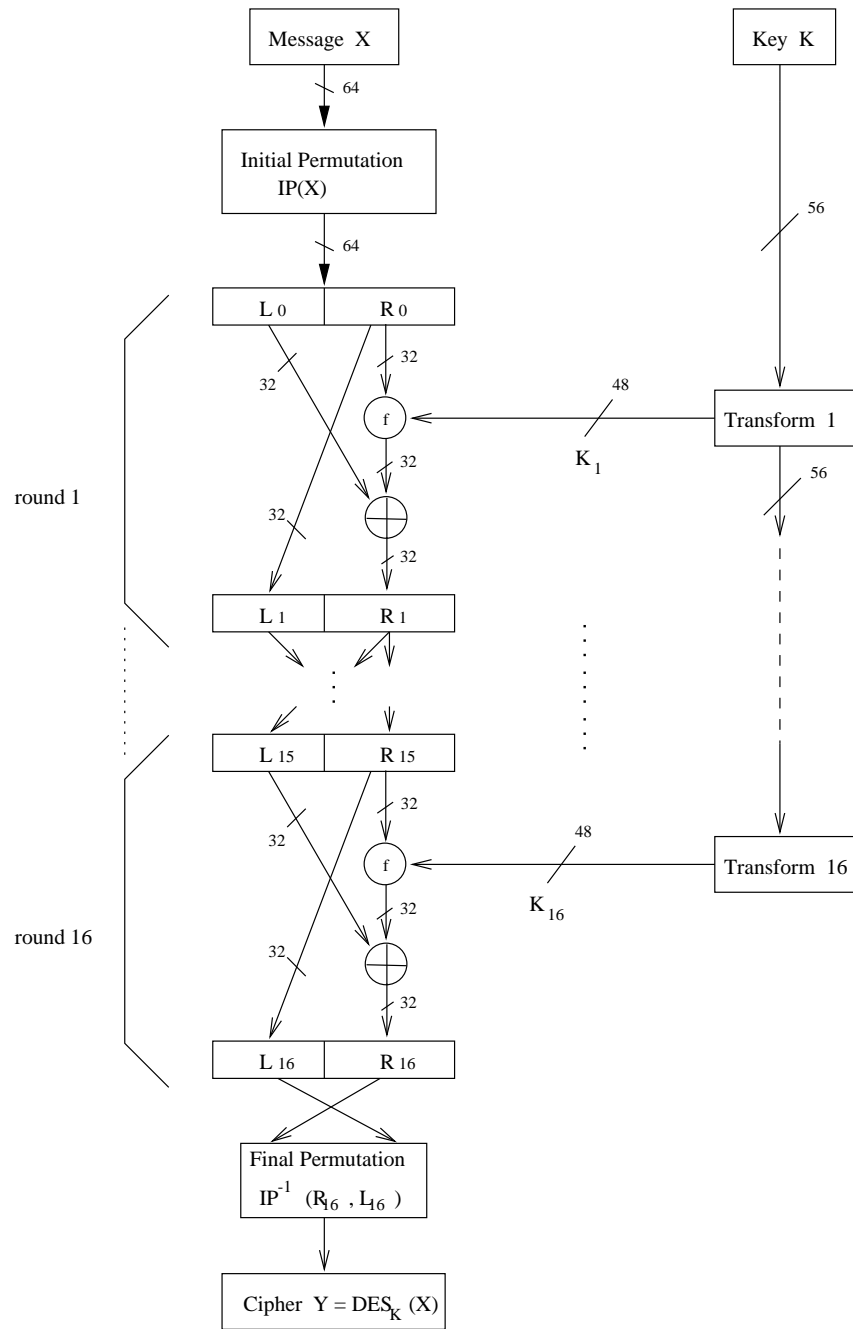 Message X
Key K
64
Initial Permutation
IP(X)
56
64
L 0
R 0
32
32
48
f
Transform 1
K 1
32
56
round 1
32
32
L 1
R 1
L 15
R 15
32
32
48
f
Transform 16
K 16
32
round 16
32
32
L 16
R 16
Final Permutation
IP -1 (R 16 , L 16 )
Cipher Y = DES K (X)